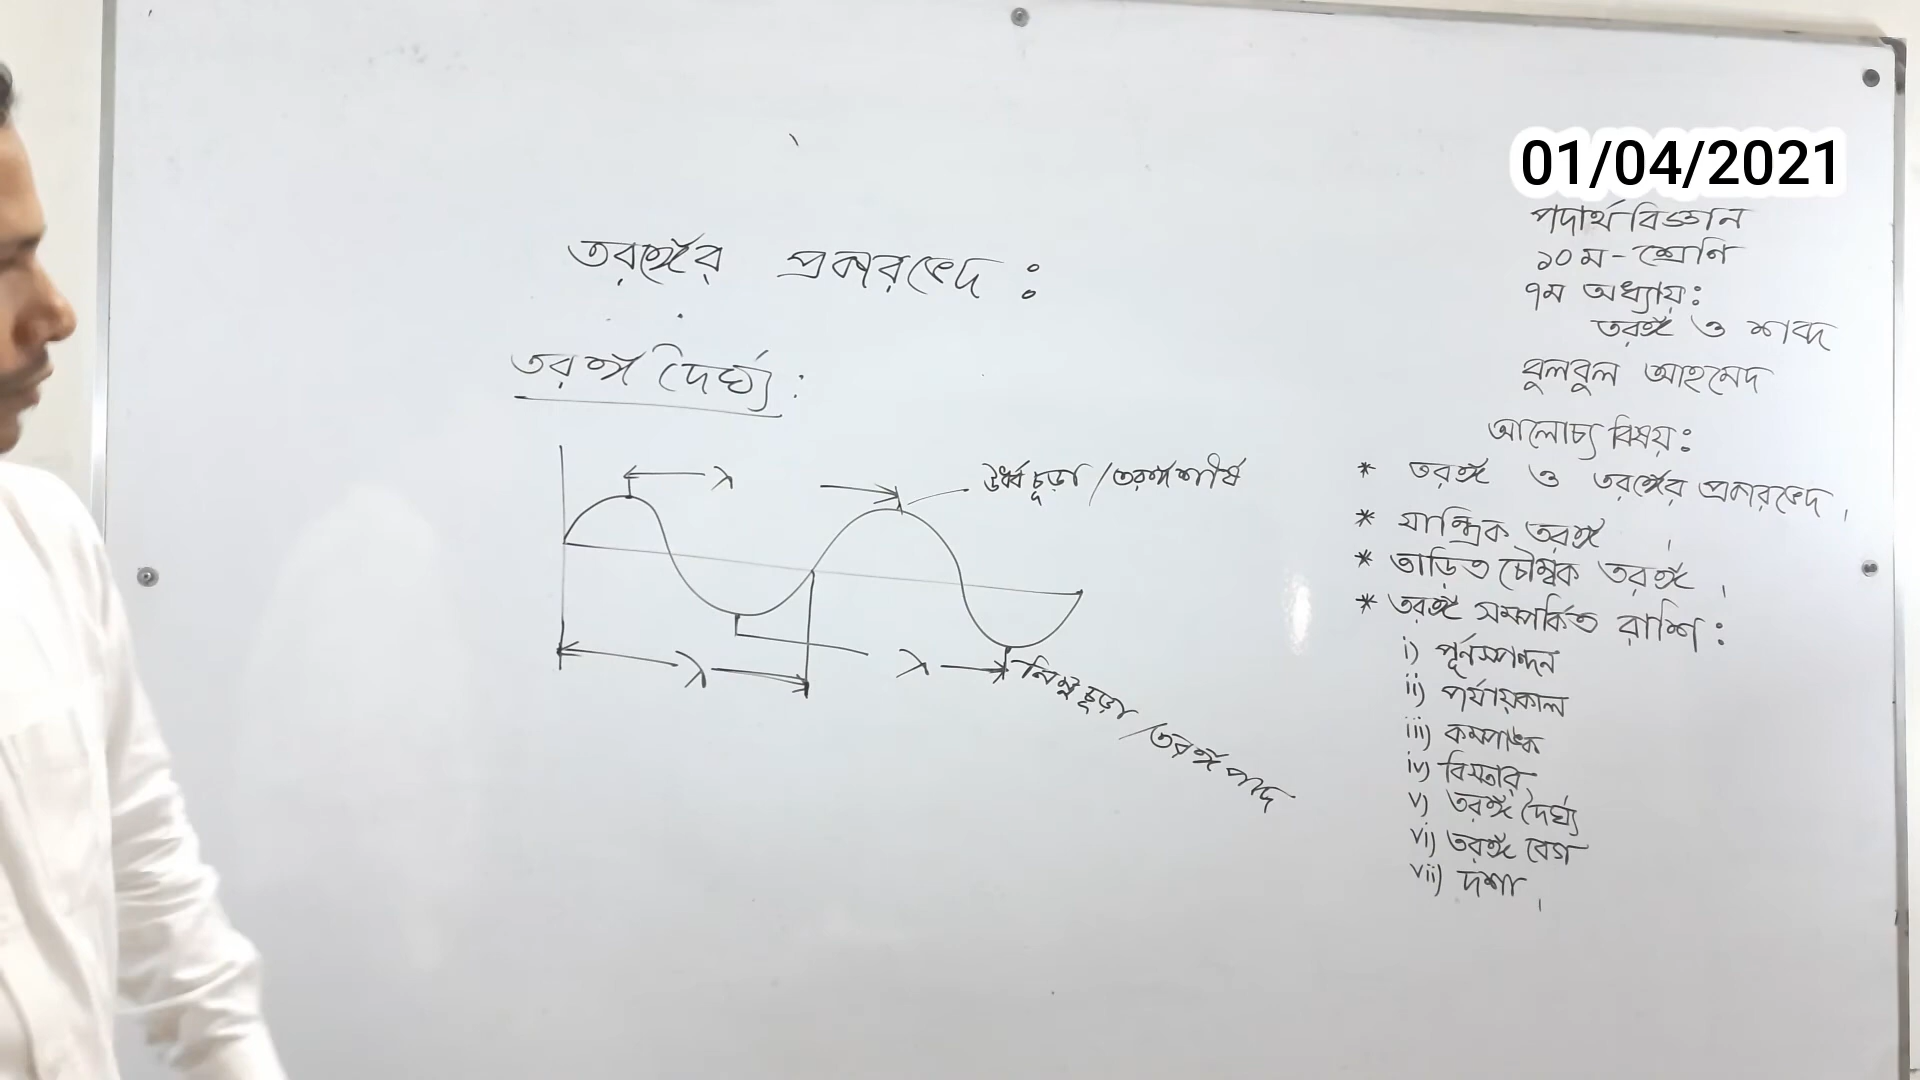 01/04/2021
পদার্থবিজ্ঞান
১০ম-শ্রেণি
৭ম অধ্যায়:
তরঙ্গ ও শব্দ
বুলবুল আহমেদ
আলোচ্য বিষয়:
* তরঙ্গ ও তরঙ্গের প্রকারভেদ।
* যান্ত্রিক তরঙ্গ।
* তাড়িত চৌম্বক তরঙ্গ।
* তরঙ্গ সম্পর্কিত রাশি:
i) পূর্নস্পন্দন
ii) পর্যায়কাল
iii) কম্পাঙ্ক
iv) বিস্তার
v) তরঙ্গ দৈর্ঘ্য
vi) তরঙ্গ বেগ
vii) দশা।
তরঙ্গের প্রকারভেদ:
তরঙ্গ দৈর্ঘ্য:
λ
উর্ধ্ব চূড়া / তরঙ্গশীর্ষ
λ
λ
নিম্ন চূড়া / তরঙ্গ পাদ